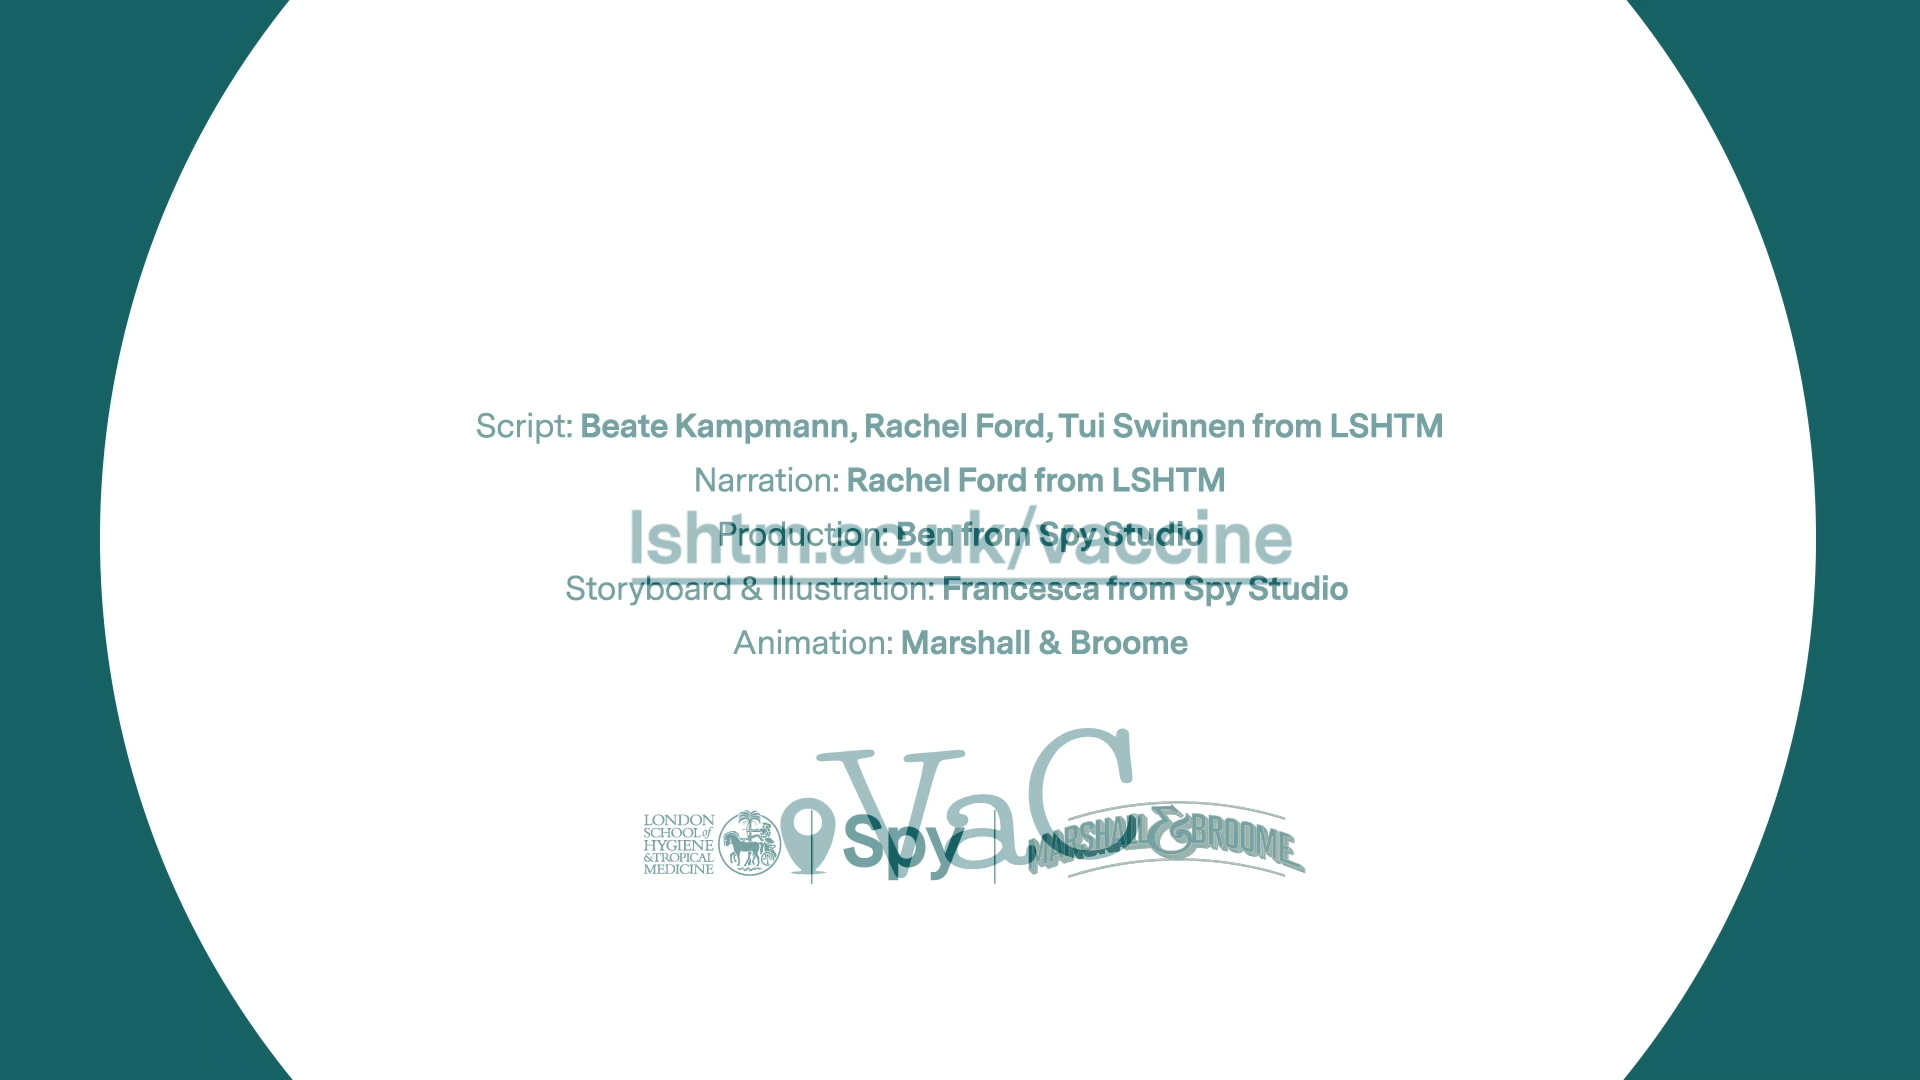 Script: Beate Kampmann, Rachel Ford, Tui Swinnen from LSHTM
Narration: Rachel Ford from LSHTM
lshtm.ac.uk/vaccine
Production: Ben from Spy Studio
Storyboard & Illustration: Francesca from Spy Studio
Animation: Marshall & Broome
VaC
LONDON
SCHOOL of
HYGIENE
& TROPICAL
MEDICINE
Spy
MARSHALL & BROOME